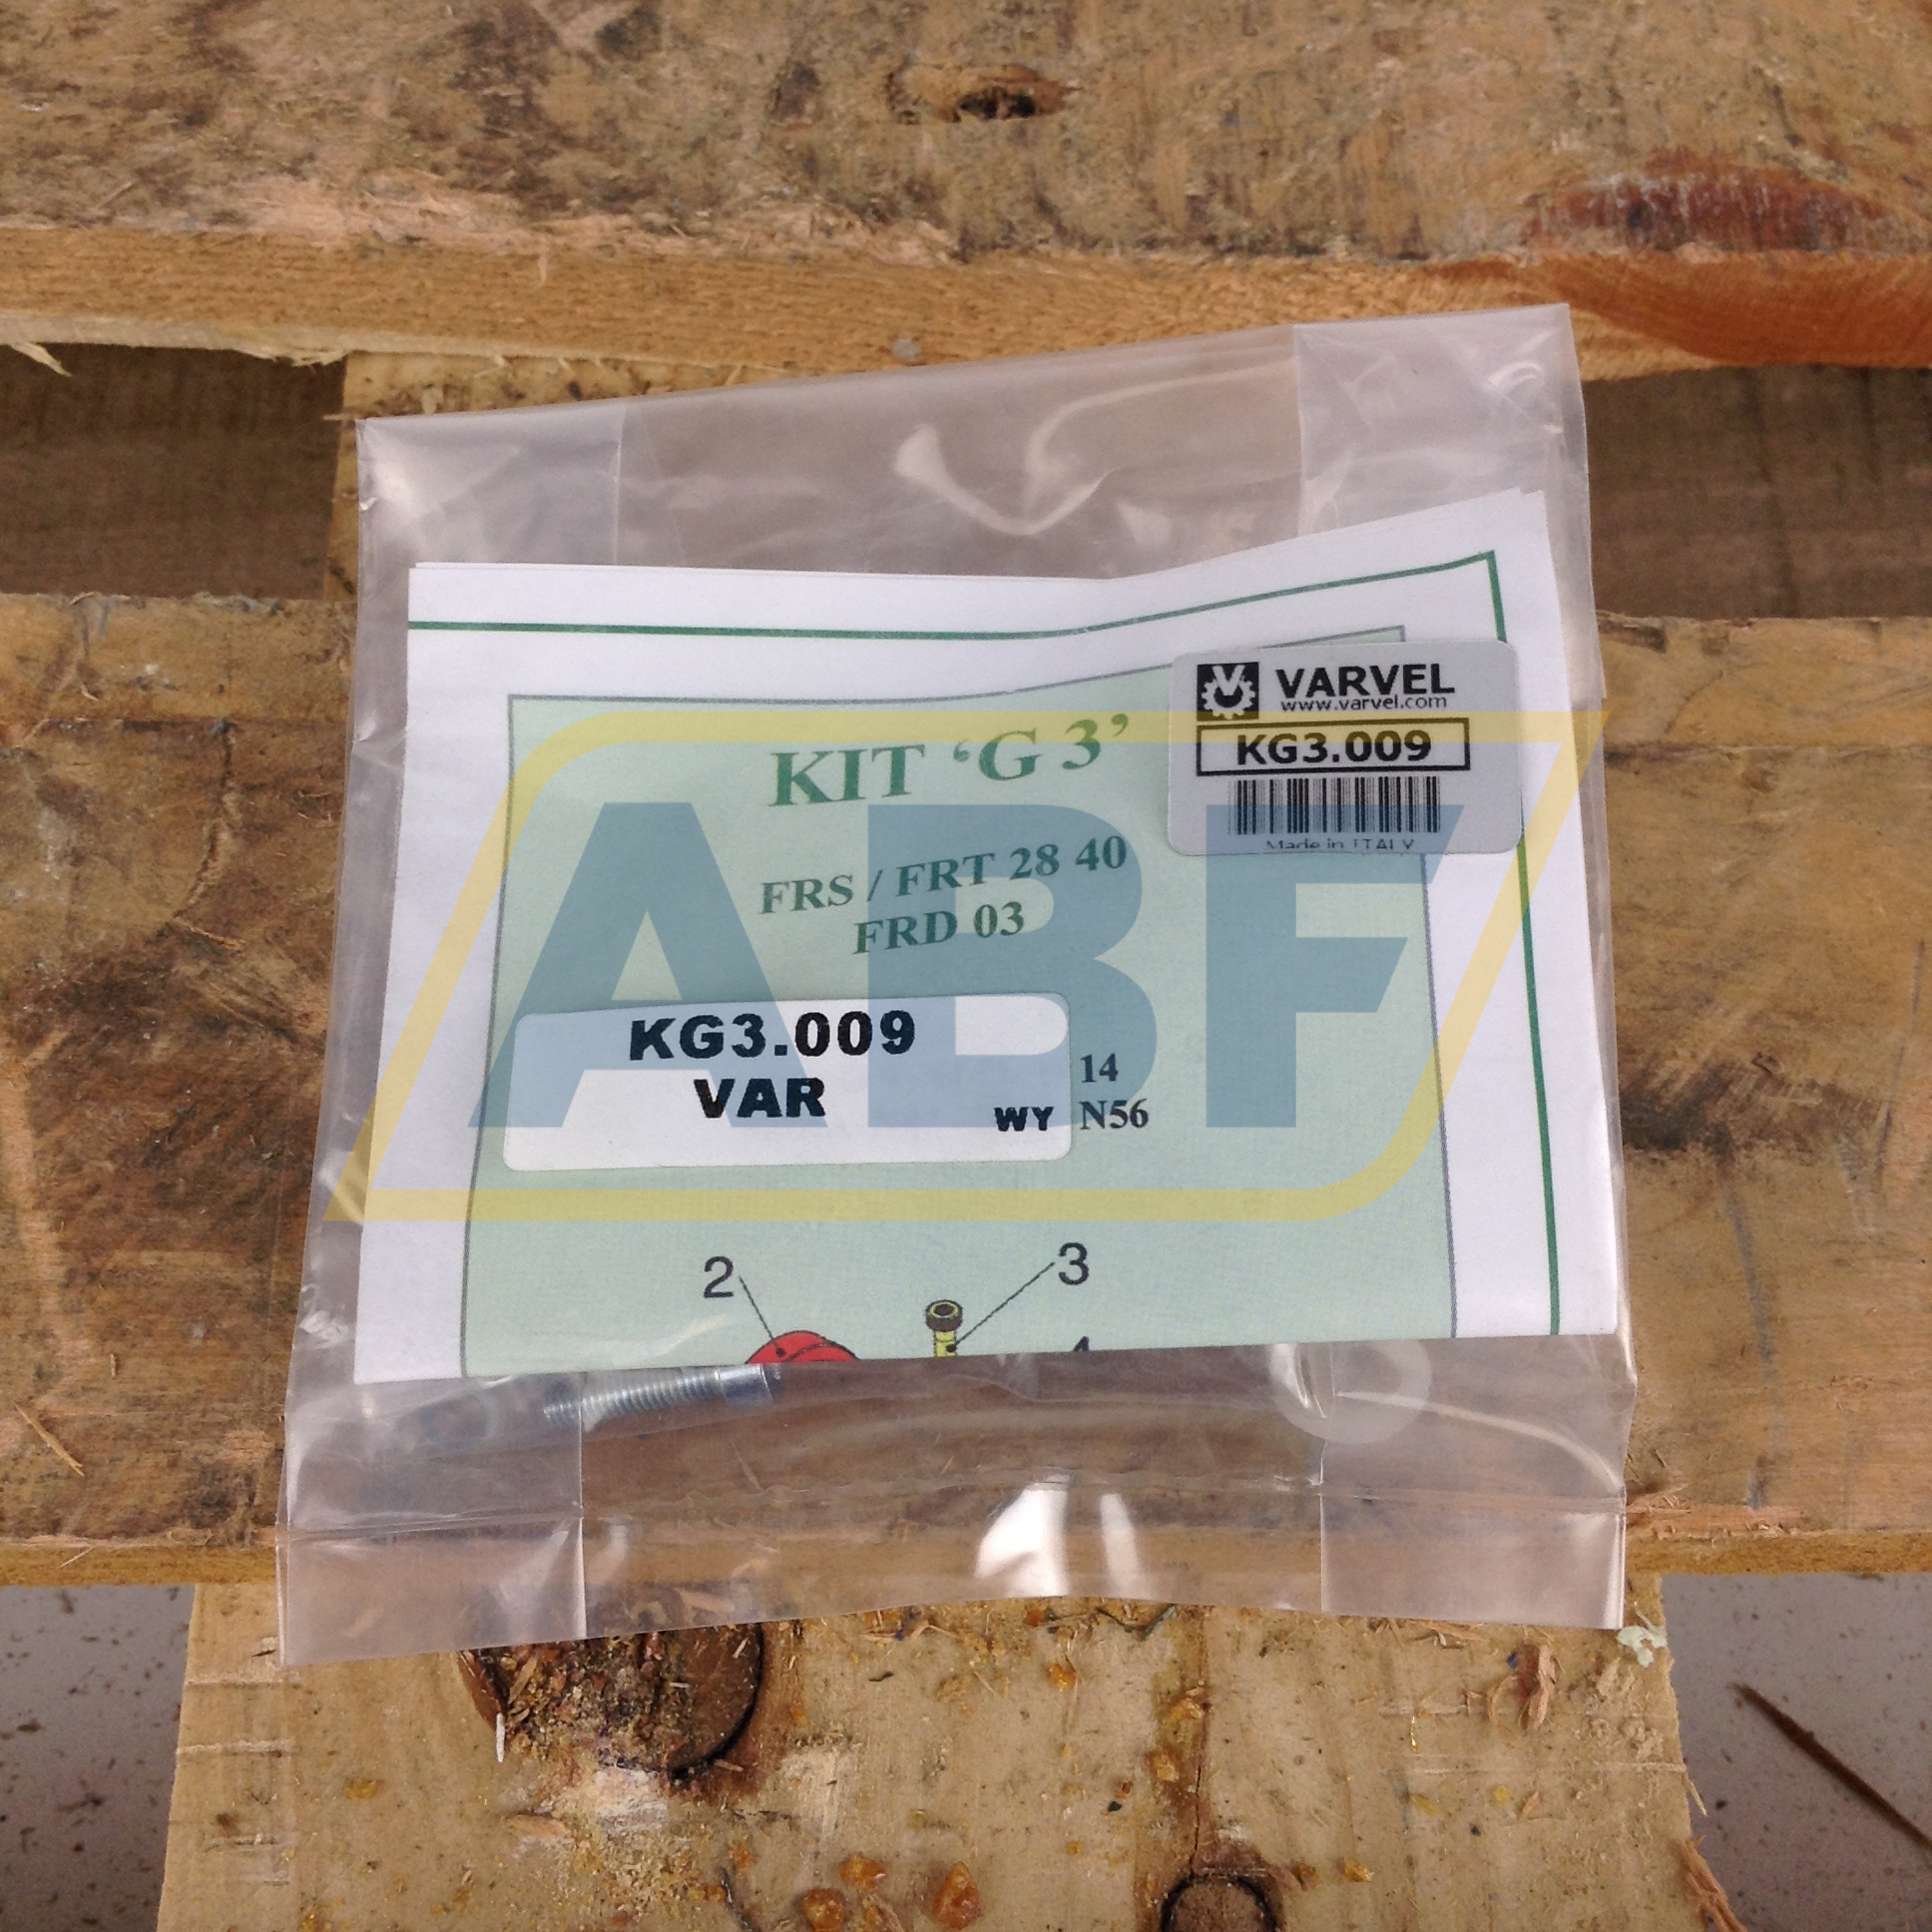 VARVEL
www.varvel.com
KG3.009
Made in ITALY
KIT ‘G 3’
FRS / FRT 28 40
FRD 03
ABF
KG3.009
VAR
WY
14
N56
2
3
4